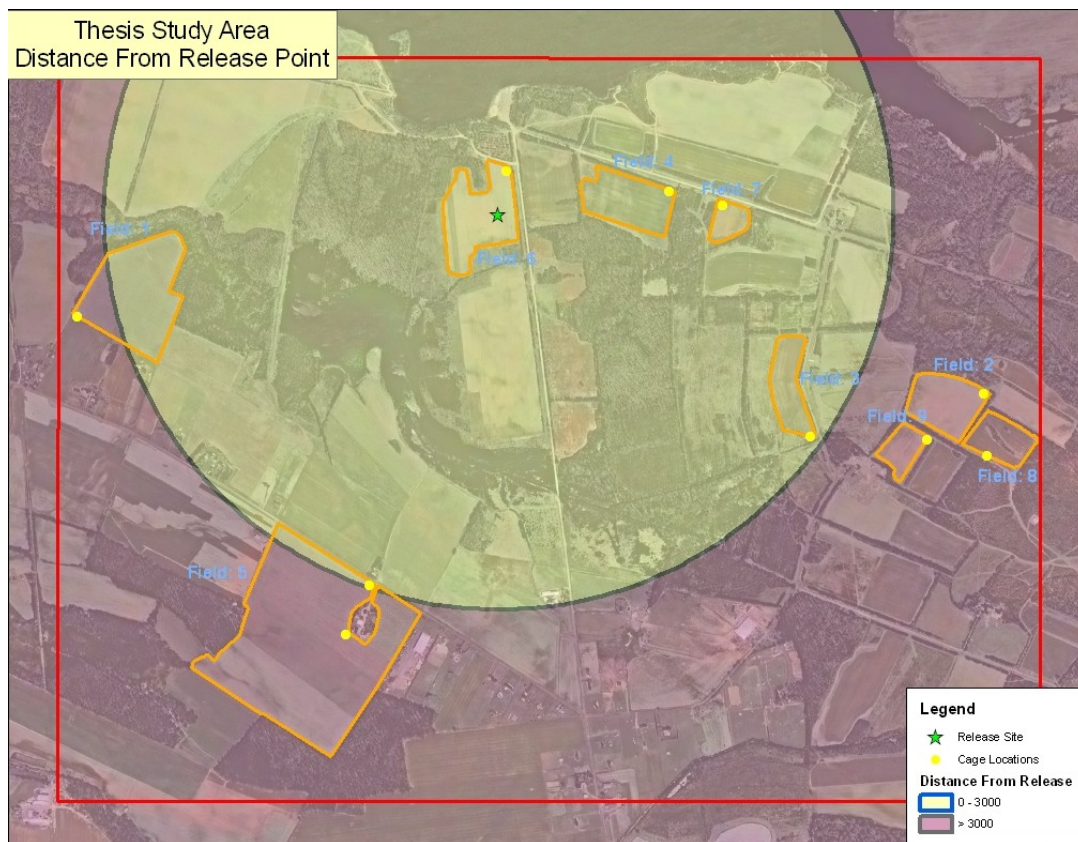 Thesis Study Area
Distance From Release Point
Field: 4
Field: 7
Field: 1
Field: 6
Field: 2
Field: 3
Field: 9
Field: 8
Field: 5
Legend
Release Site
Cage Locations
Distance From Release
0 - 3000
> 3000